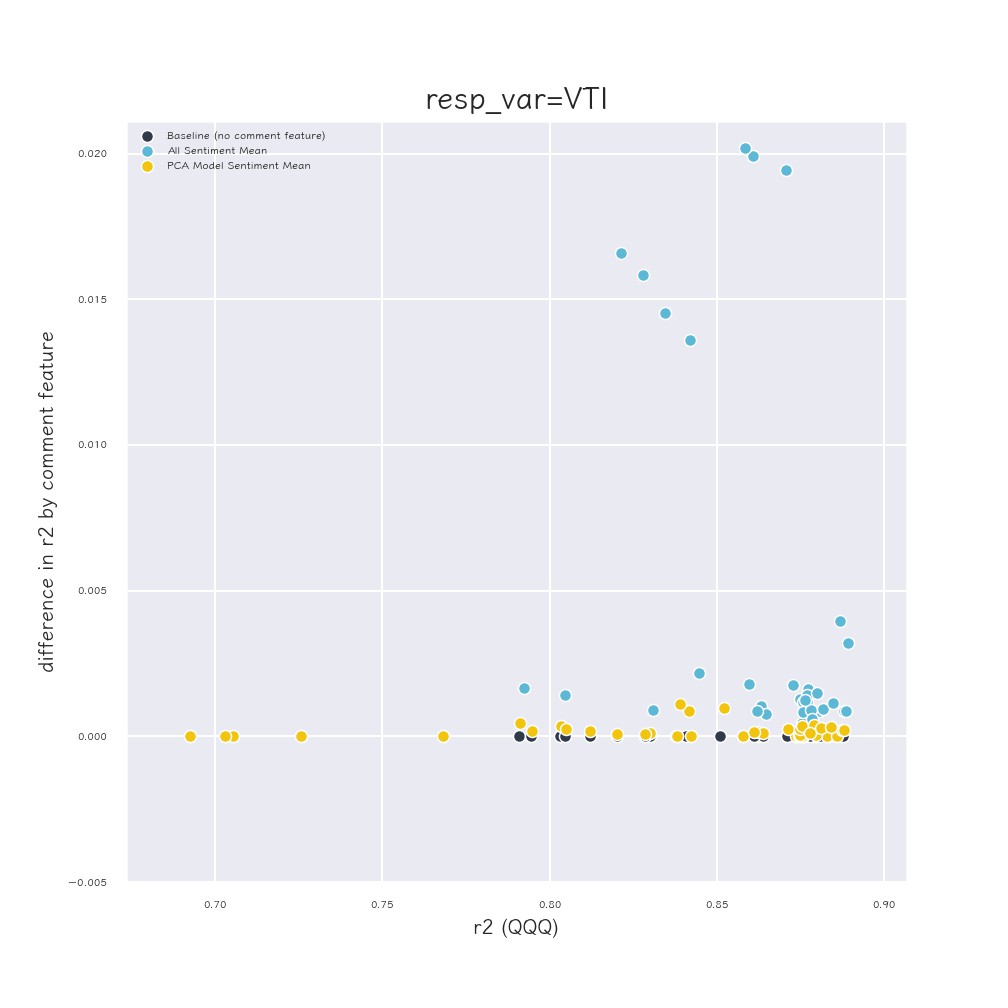 resp_var=VTI
Baseline (no comment feature)
All Sentiment Mean
PCA Model Sentiment Mean
0.020
0.015
0.010
0.005
0.000
−0.005
difference in r2 by comment feature
0.70 0.75 0.80 0.85 0.90
r2 (QQQ)